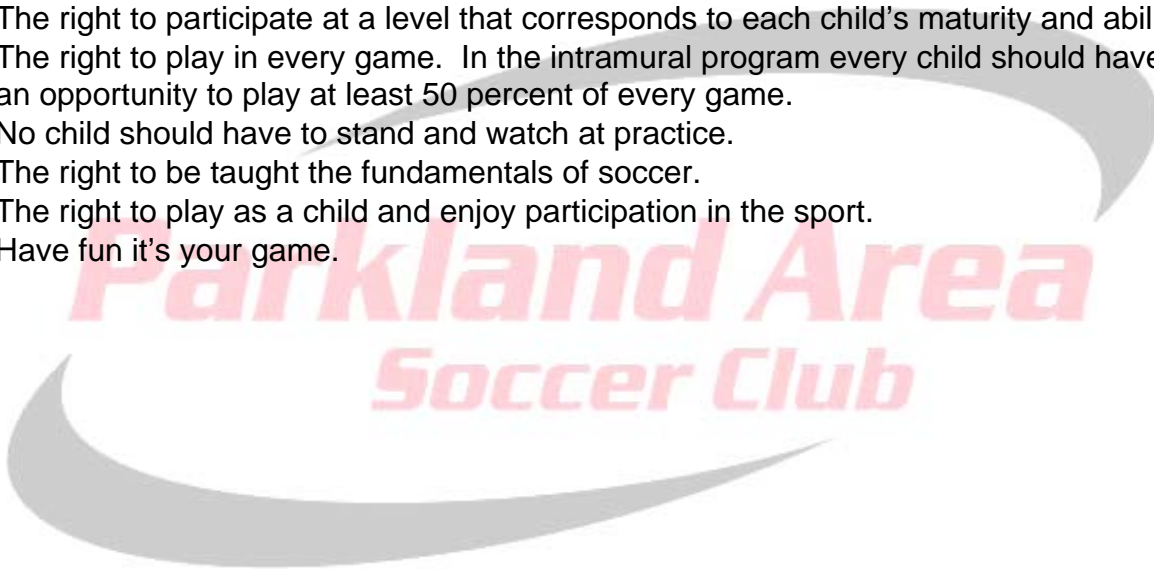 The right to participate at a level that corresponds to each child's maturity and abil
The right to play in every game.  In the intramural program every child should have
an opportunity to play at least 50 percent of every game.
No child should have to stand and watch at practice.
The right to be taught the fundamentals of soccer.
The right to play as a child and enjoy participation in the sport.
Have fun it's your game.
Parkland Area
Soccer Club